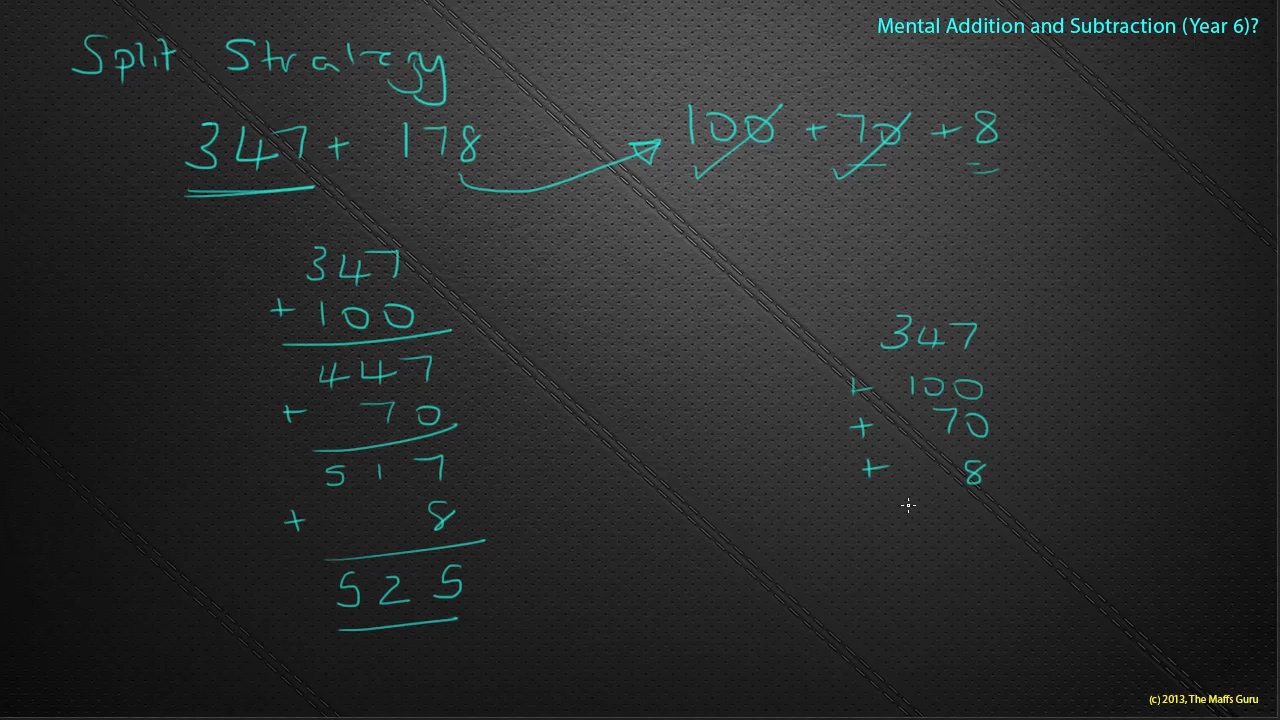 Mental Addition and Subtraction (Year 6)?
Split Strategy
347 + 178 100 + 70 + 8
347
+ 100
447
+ 70
517
+ 8
525
347
+ 100
+ 70
+ 8
(c) 2013, The Maffs Guru